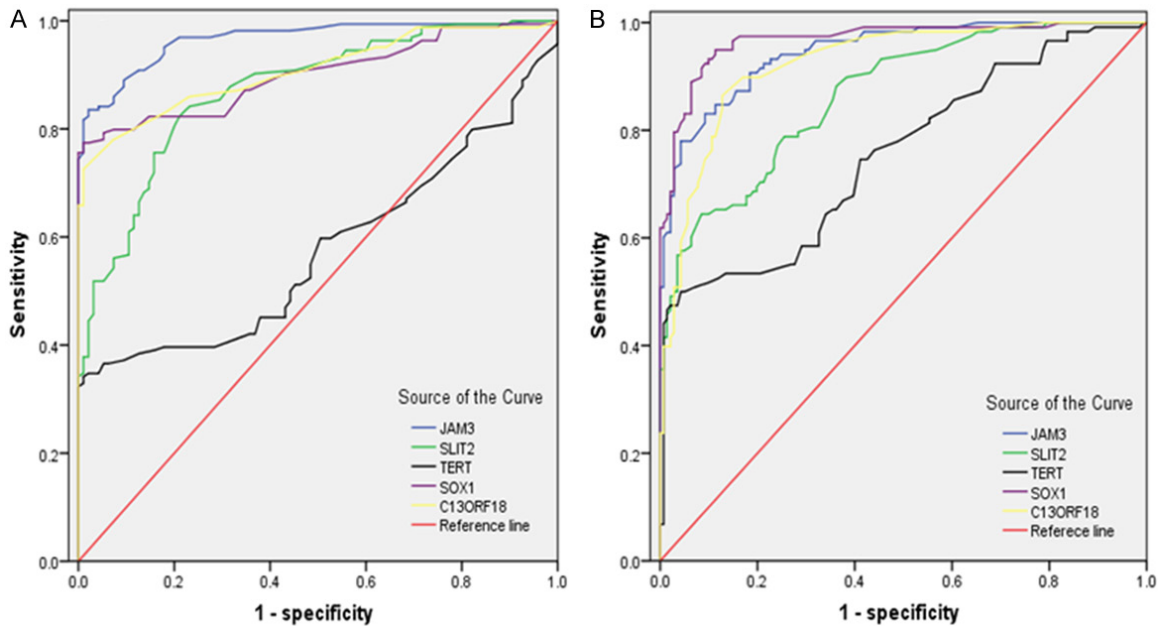 A
1.0
0.8
0.6
0.4
0.2
0.0
Sensitivity
Source of the Curve
JAM3
SLIT2
TERT
SOX1
C13ORF18
Reference line
0.0 0.2 0.4 0.6 0.8 1.0
1 - specificity
B
1.0
0.8
0.6
0.4
0.2
0.0
Sensitivity
Source of the Curve
JAM3
SLIT2
TERT
SOX1
C13ORF18
Referece line
0.0 0.2 0.4 0.6 0.8 1.0
1 - specificity